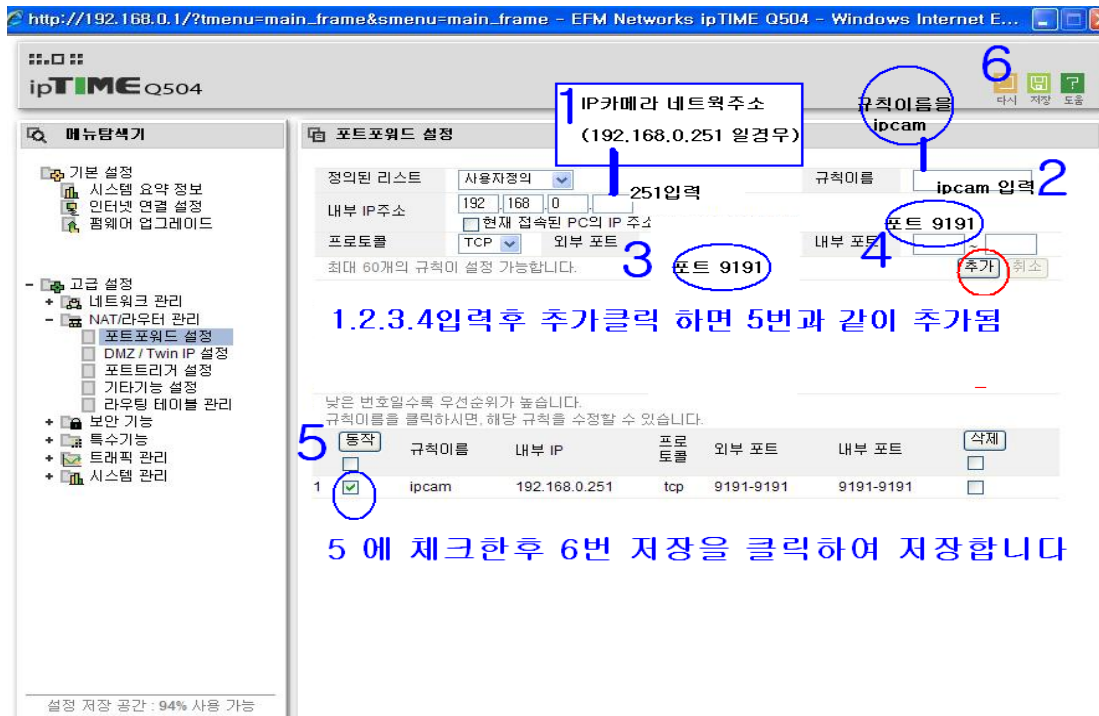 http://192.168.0.1/?tmenu=main_frame&smenu=main_frame - EFM Networks ipTIME Q504 - Windows Internet E...
ipTIME Q504
6
다시 저장 도움
메뉴탐색기
포트포워드 설정
1 IP카메라 네트웍주소
(192.168.0.251 일경우)
규칙이름을
ipcam
기본 설정
시스템 요약 정보
인터넷 연결 설정
펌웨어 업그레이드
고급 설정
네트워크 관리
NAT/라우터 관리
포트포워드 설정
DMZ / Twin IP 설정
포트트리거 설정
기타기능 설정
라우팅 테이블 관리
보안 기능
특수기능
트래픽 관리
시스템 관리
설정 저장 공간 : 94% 사용 가능
정의된 리스트 사용자정의 규칙이름 ipcam 입력 2
내부 IP주소 192 . 168 . 0 . 251입력
현재 접속된 PC의 IP 주소
포트 9191
프로토콜 TCP 외부 포트 내부 포트 ~
3 포트 9191 4
최대 60개의 규칙이 설정 가능합니다. 추가 취소
1.2.3.4입력후 추가클릭 하면 5번과 같이 추가됨
낮은 번호일수록 우선순위가 높습니다.
규칙이름을 클릭하시면, 해당 규칙을 수정할 수 있습니다.
5 동작 규칙이름 내부 IP 프로토콜 외부 포트 내부 포트 삭제
1 ipcam 192.168.0.251 tcp 9191-9191 9191-9191
5 에 체크한후 6번 저장을 클릭하여 저장합니다